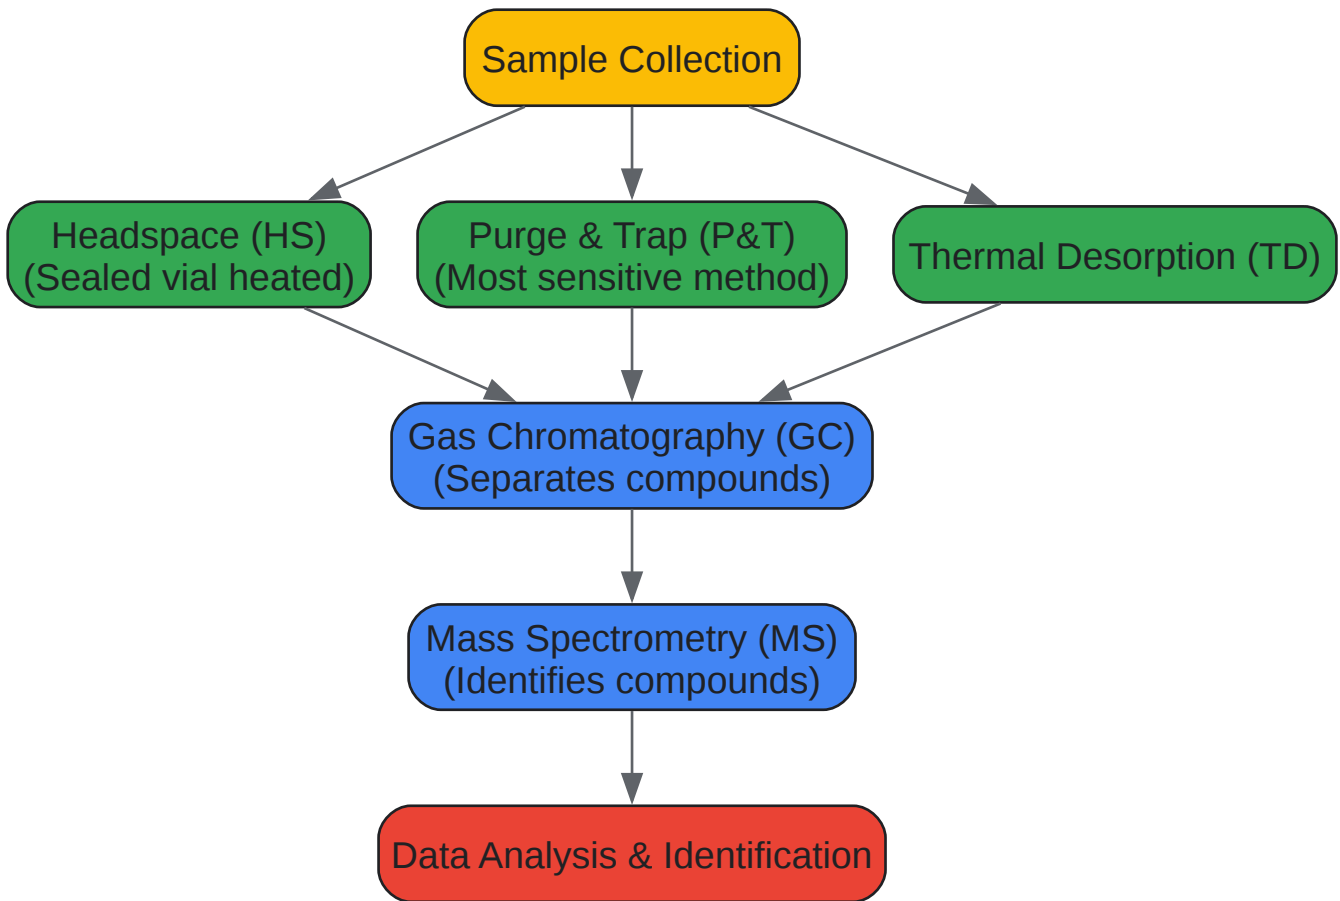 Sample Collection
Headspace (HS)
(Sealed vial heated)
Purge & Trap (P&T)
(Most sensitive method)
Thermal Desorption (TD)
Gas Chromatography (GC)
(Separates compounds)
Mass Spectrometry (MS)
(Identifies compounds)
Data Analysis & Identification